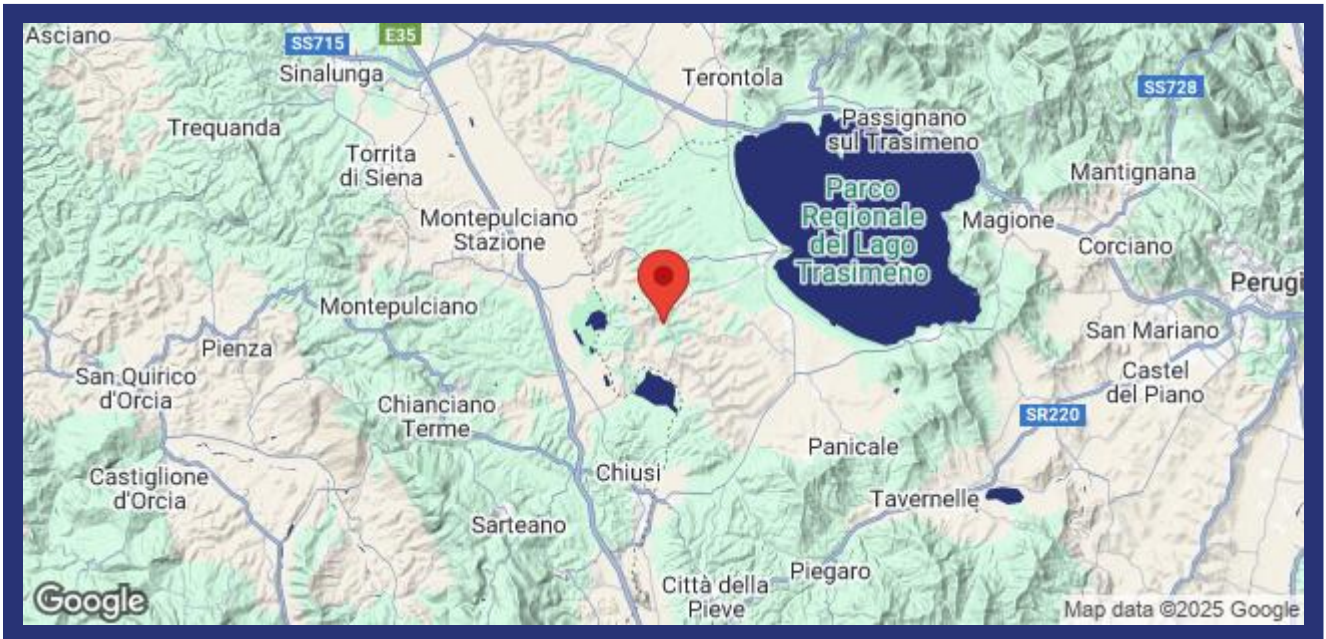 Asciano
SS715
E35
Sinalunga
Terontola
SS728
Trequanda
Passignano
sul Trasimeno
Torrita
di Siena
Mantignana
Parco
Regionale
del Lago
Trasimeno
Montepulciano
Stazione
Magione
Corciano
Perugi
Montepulciano
Pienza
San Mariano
San Quirico
d'Orcia
Castel
del Piano
Chianciano
Terme
SR220
Panicale
Castiglione
d'Orcia
Chiusi
Tavernelle
Sarteano
Città della
Pieve
Piegaro
Google
Map data ©2025 Google